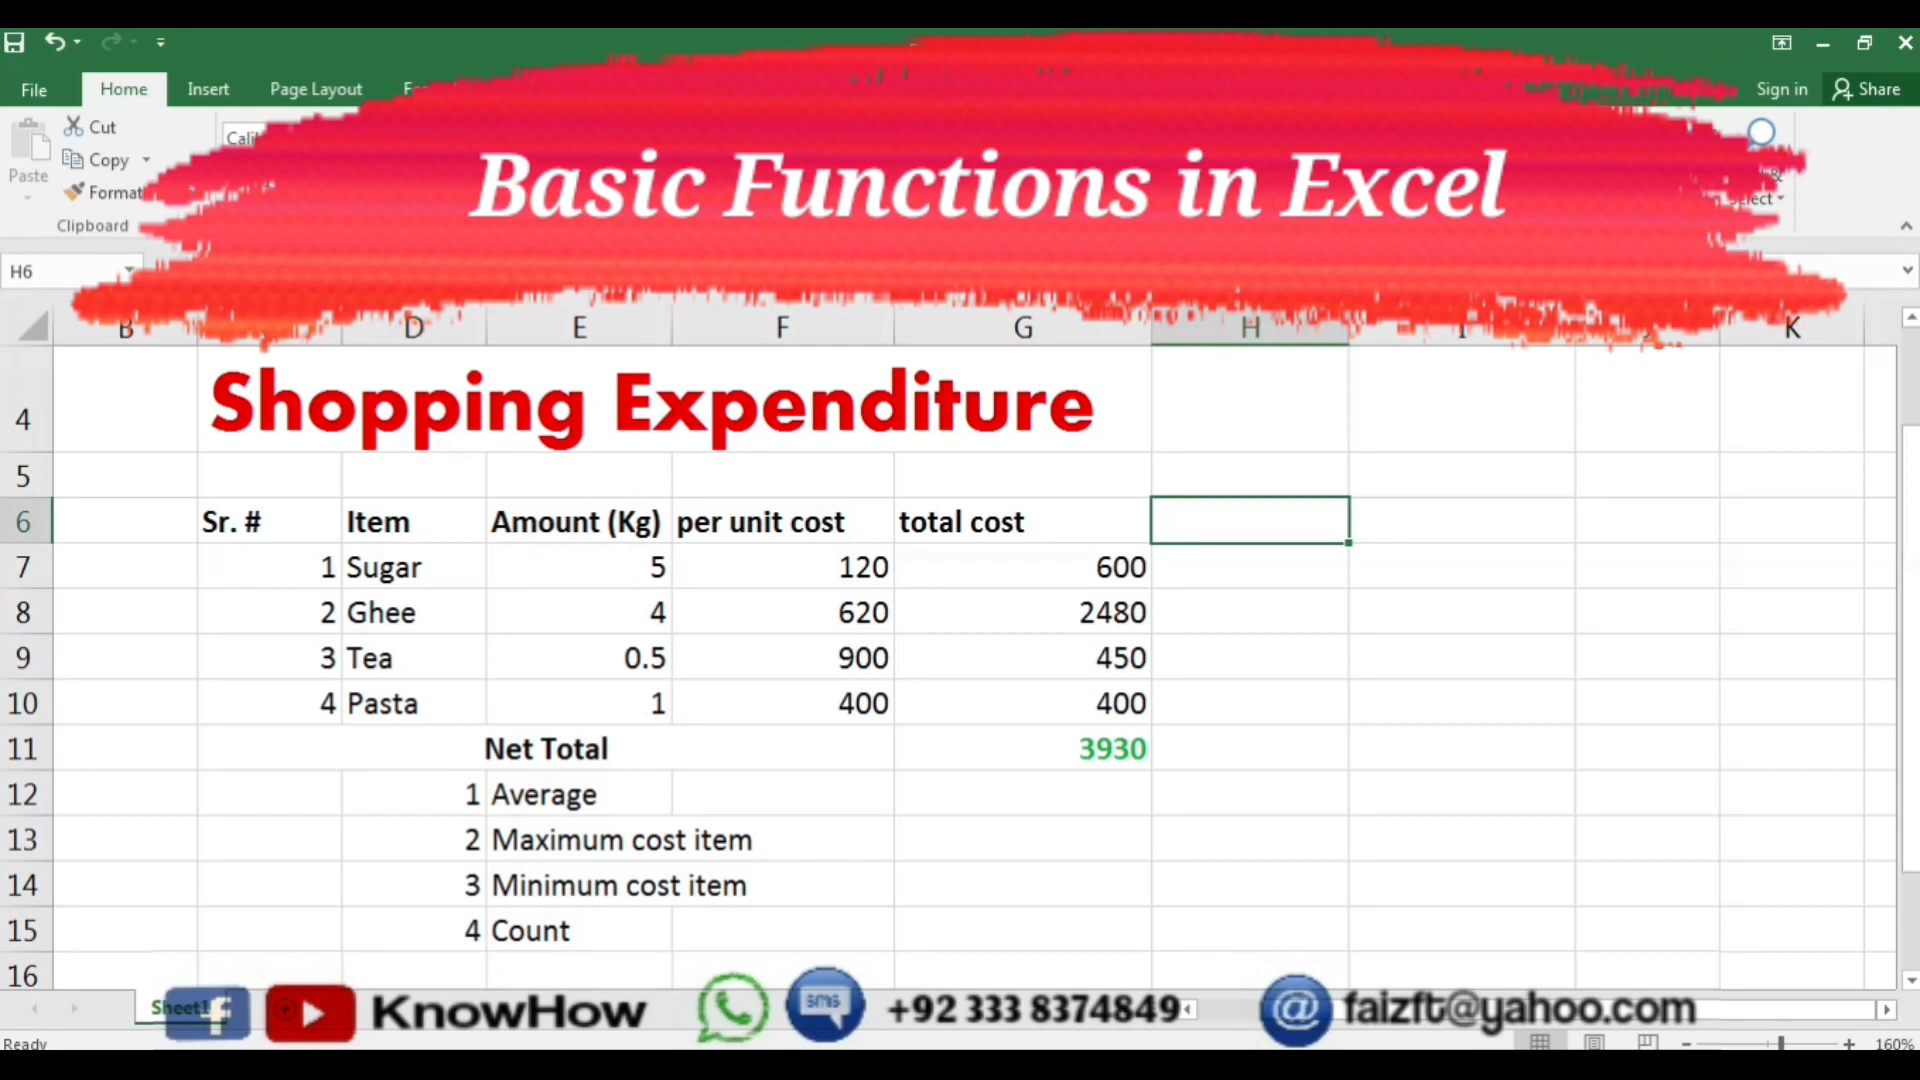 File Home Insert Page Layout
Sign in Share
Cut
Copy
Paste
Format
Clipboard
Basic Functions in Excel
H6
B D E F G H I K
4 Shopping Expenditure
5
6 Sr. # Item Amount (Kg) per unit cost total cost
7 1 Sugar 5 120 600
8 2 Ghee 4 620 2480
9 3 Tea 0.5 900 450
10 4 Pasta 1 400 400
11 Net Total 3930
12 1 Average
13 2 Maximum cost item
14 3 Minimum cost item
15 4 Count
16
Sheet1 f KnowHow sms +92 333 8374849 @ faizft@yahoo.com
Ready 160%